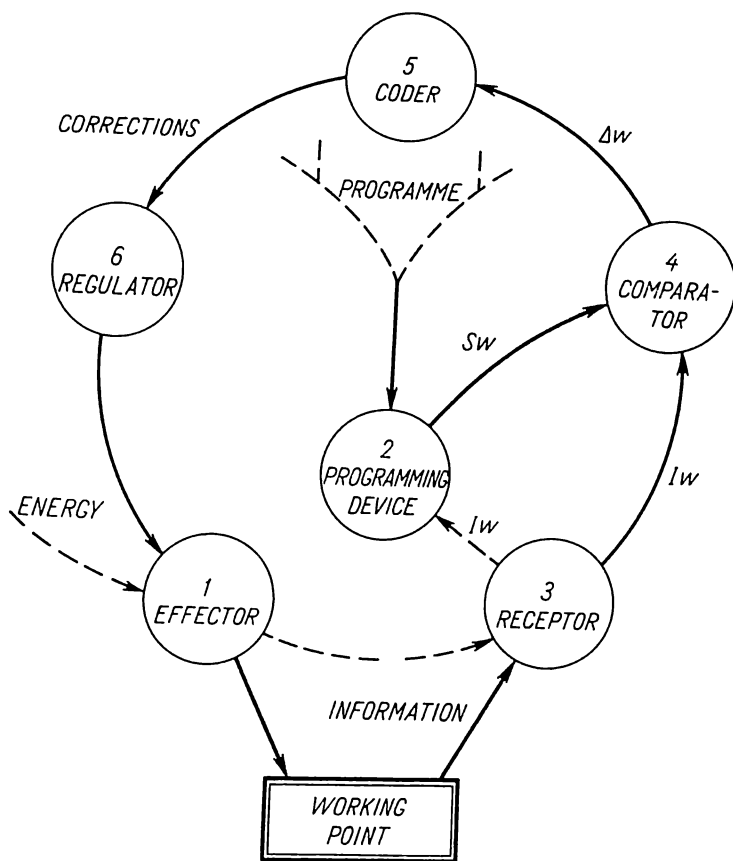 5
CODER
CORRECTIONS
Δw
PROGRAMME
6
REGULATOR
4
COMPARA-
TOR
Sw
2
PROGRAMMING
DEVICE
Iw
Iw
ENERGY
1
EFFECTOR
3
RECEPTOR
INFORMATION
WORKING
POINT